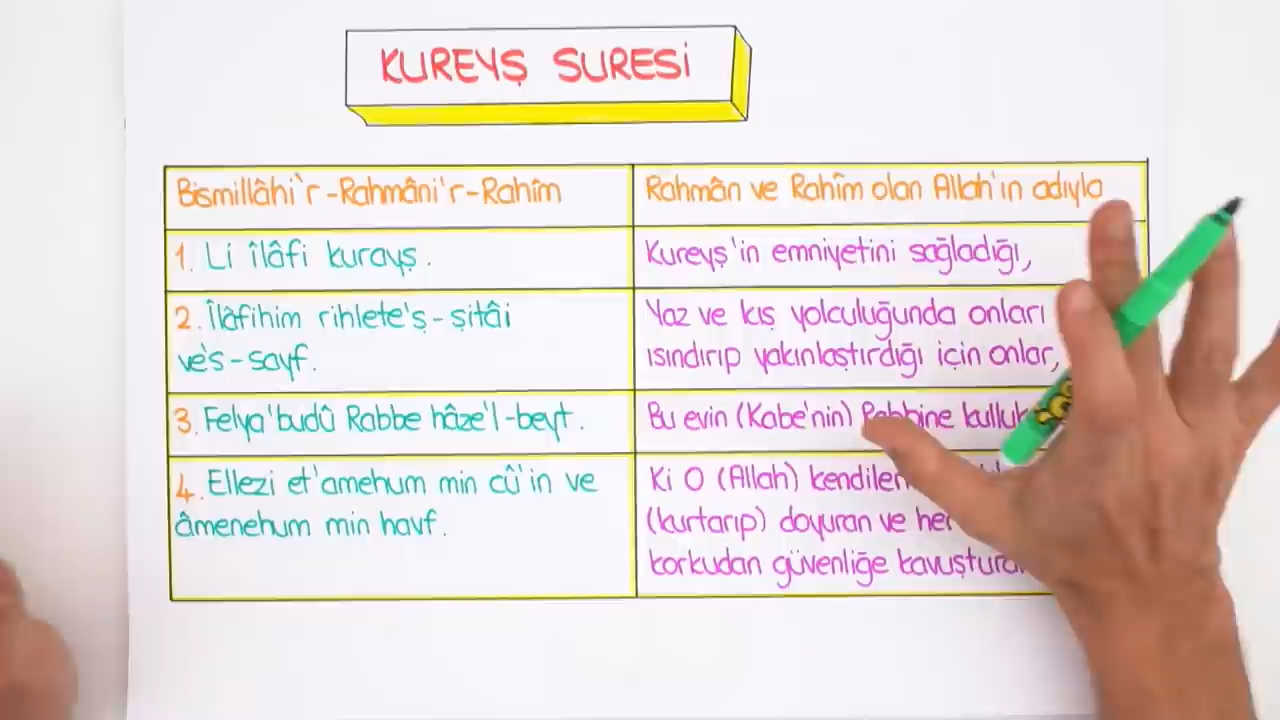 KUREYŞ SURESİ
Bismillâhi'r-Rahmâni'r-Rahîm
Rahmân ve Rahîm olan Allah'ın adıyla
1. Li îlâfi kurayş.
Kureyş'in emniyetini sağladığı,
2. Îlâfihim rihlete'ş-şitâi
ve's-sayf.
Yaz ve kış yolculuğunda onları
ısındırıp yakınlaştırdığı için onlar,
3. Felya'budû Rabbe hâze'l-beyt.
Bu evin (Kabe'nin) Rabbine
4. Ellezi et'amehum min cû'in ve
âmenehum min havf.
Ki O (Allah)
(kurtarıp) doyuran ve her
korkudan güvenliğe